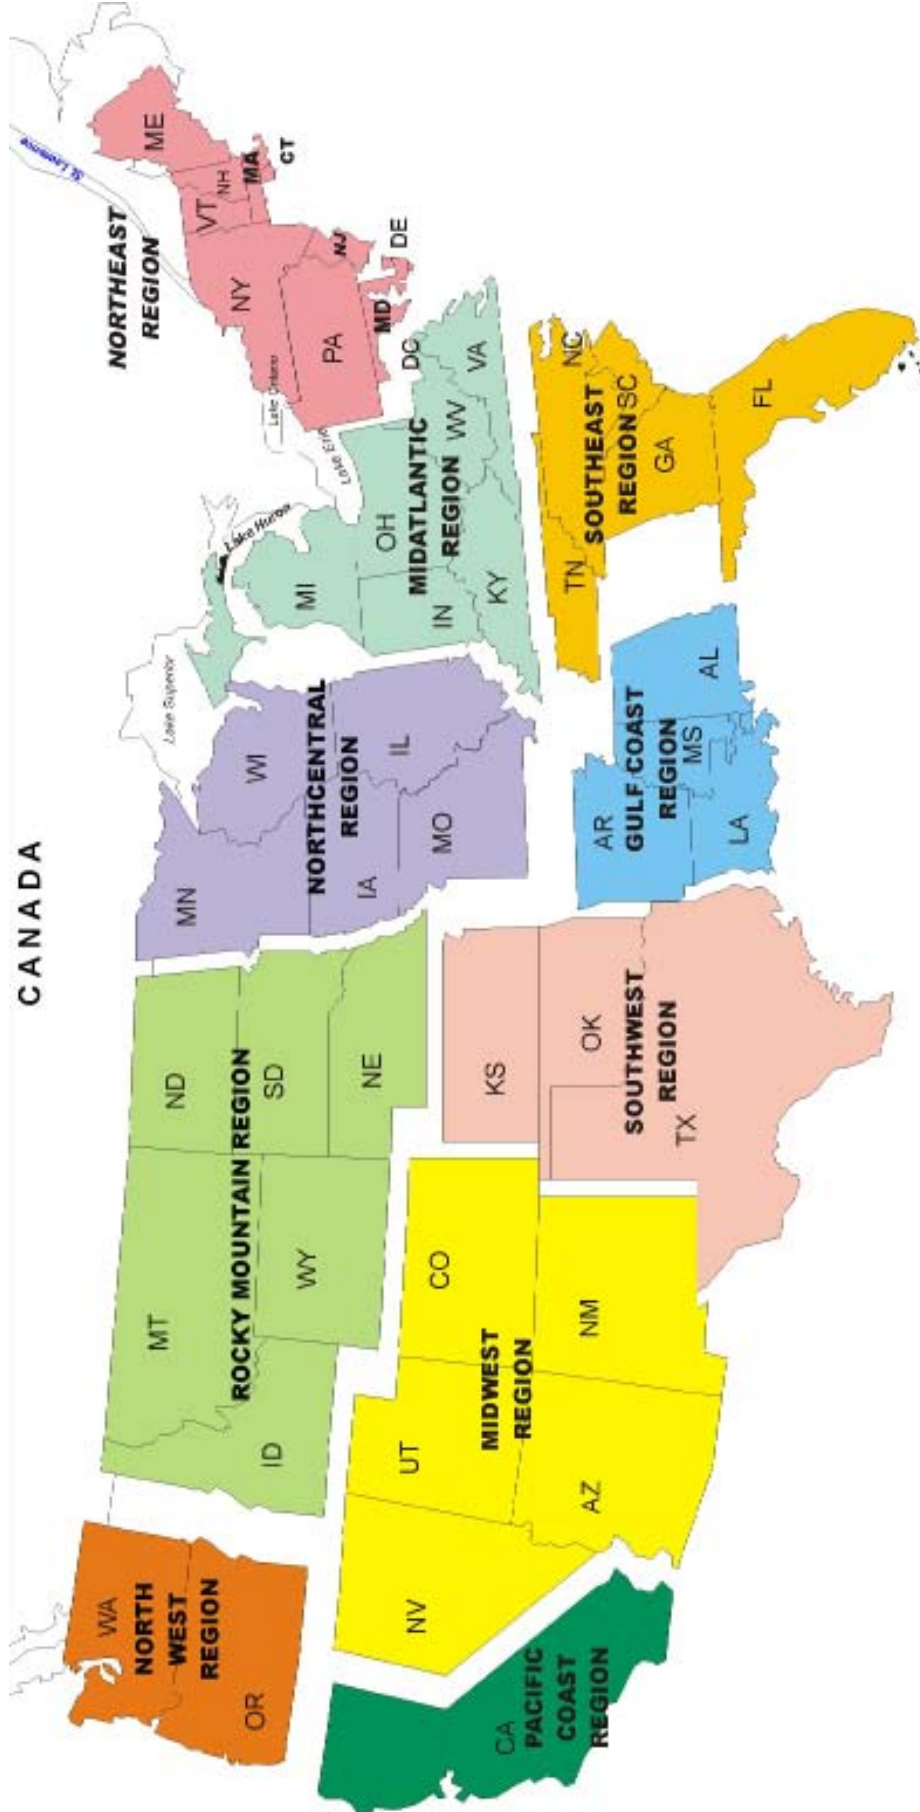 CANADA
St. Lawrence
NORTHEAST
REGION
ME
VT
NH
MA
CT
NY
NJ
PA
MD
DE
Lake Ontario
Lake Erie
Lake Huron
Lake Superior
MIDATLANTIC
REGION
MI
OH
IN
KY
WV
VA
DC
SOUTHEAST
REGION
TN
NC
SC
GA
FL
NORTHCENTRAL
REGION
MN
WI
IA
IL
MO
GULF COAST
REGION
AR
MS
AL
LA
ROCKY MOUNTAIN REGION
MT
ND
SD
NE
WY
ID
SOUTHWEST
REGION
KS
OK
TX
MIDWEST
REGION
CO
UT
NV
NM
AZ
NORTH
WEST
REGION
WA
OR
CA
PACIFIC
COAST
REGION